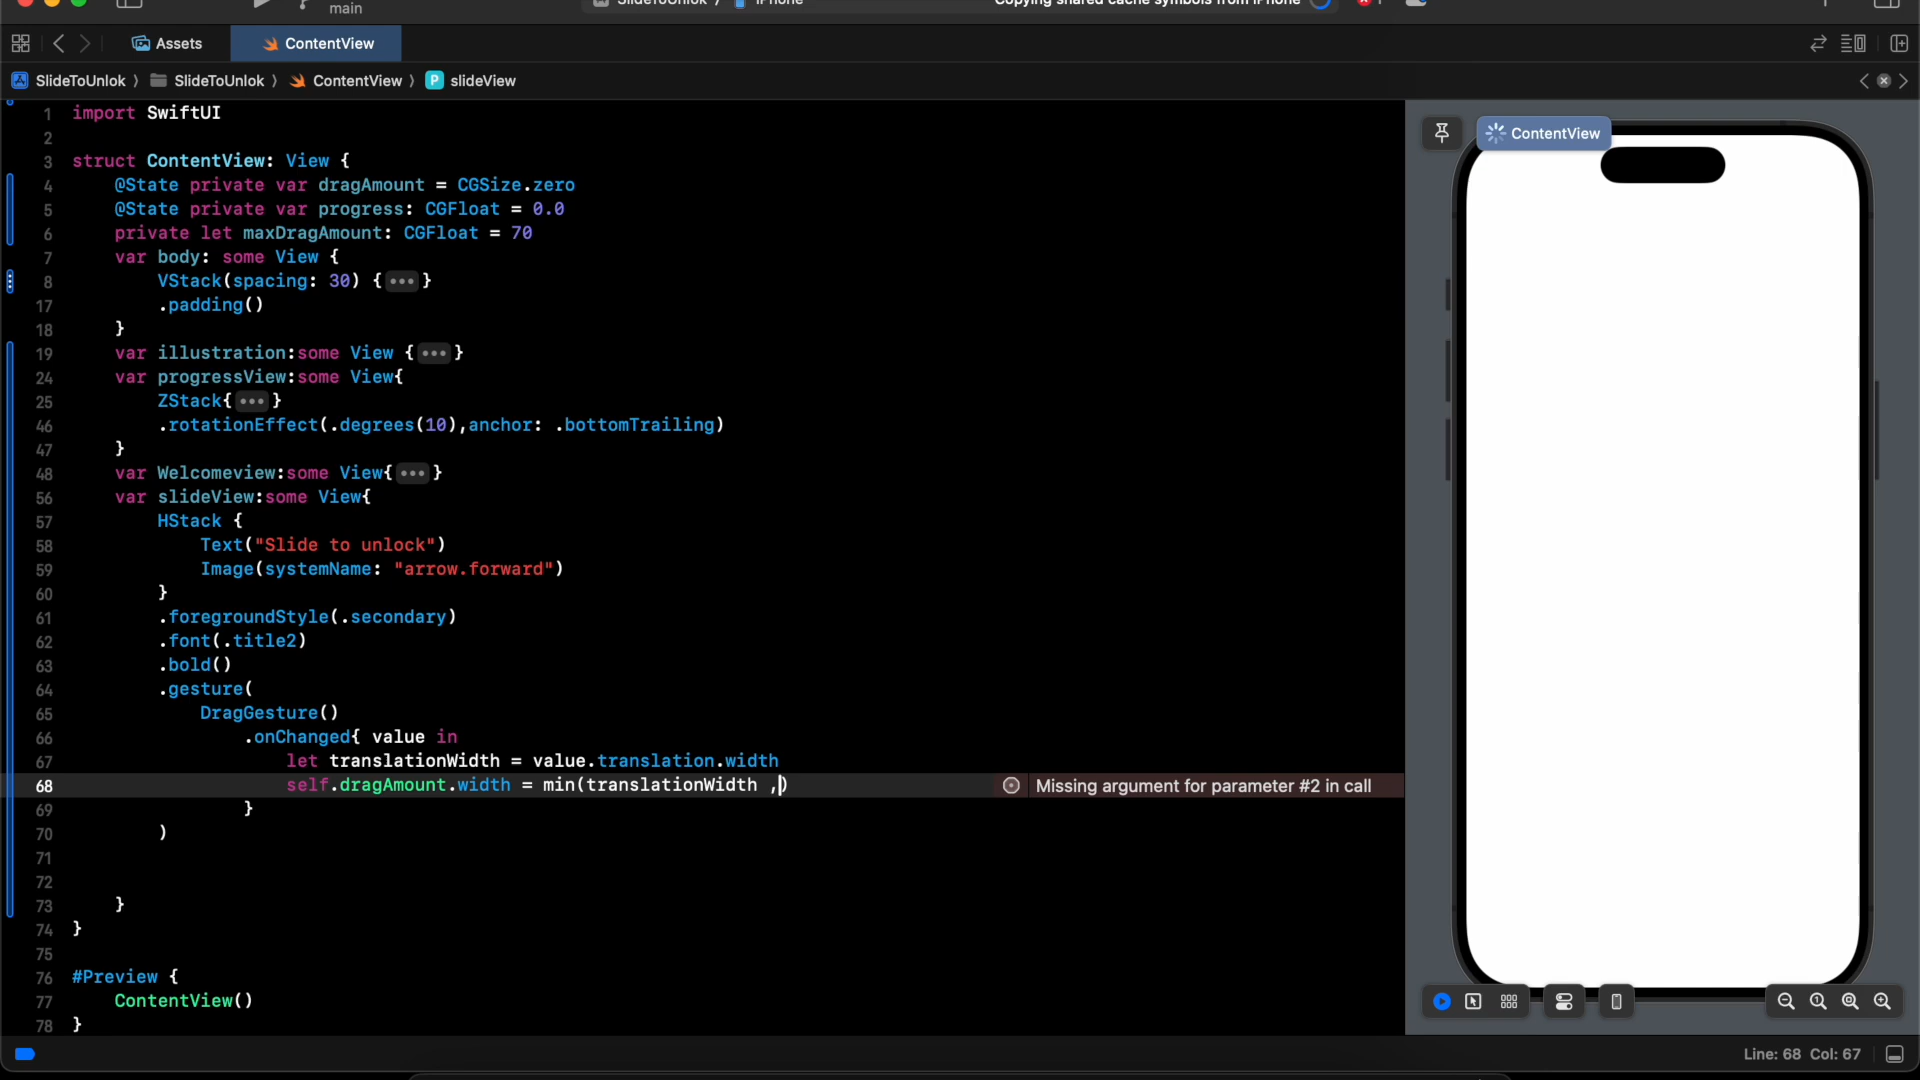 main
SlideToUnlok / iPhone
Copying shared cache symbols from iPhone
Assets
ContentView
SlideToUnlok 〉 SlideToUnlok 〉 ContentView 〉 P slideView
1 import SwiftUI
2
3 struct ContentView: View {
4 @State private var dragAmount = CGSize.zero
5 @State private var progress: CGFloat = 0.0
6 private let maxDragAmount: CGFloat = 70
7 var body: some View {
8 VStack(spacing: 30) {•••}
17 .padding()
18 }
19 var illustration:some View {•••}
24 var progressView:some View{
25 ZStack{•••}
46 .rotationEffect(.degrees(10),anchor: .bottomTrailing)
47 }
48 var Welcomeview:some View{•••}
56 var slideView:some View{
57 HStack {
58 Text("Slide to unlock")
59 Image(systemName: "arrow.forward")
60 }
61 .foregroundStyle(.secondary)
62 .font(.title2)
63 .bold()
64 .gesture(
65 DragGesture()
66 .onChanged{ value in
67 let translationWidth = value.translation.width
68 self.dragAmount.width = min(translationWidth ,)
Missing argument for parameter #2 in call
69 }
70 )
71
72
73 }
74 }
75
76 #Preview {
77 ContentView()
78 }
ContentView
Line: 68 Col: 67